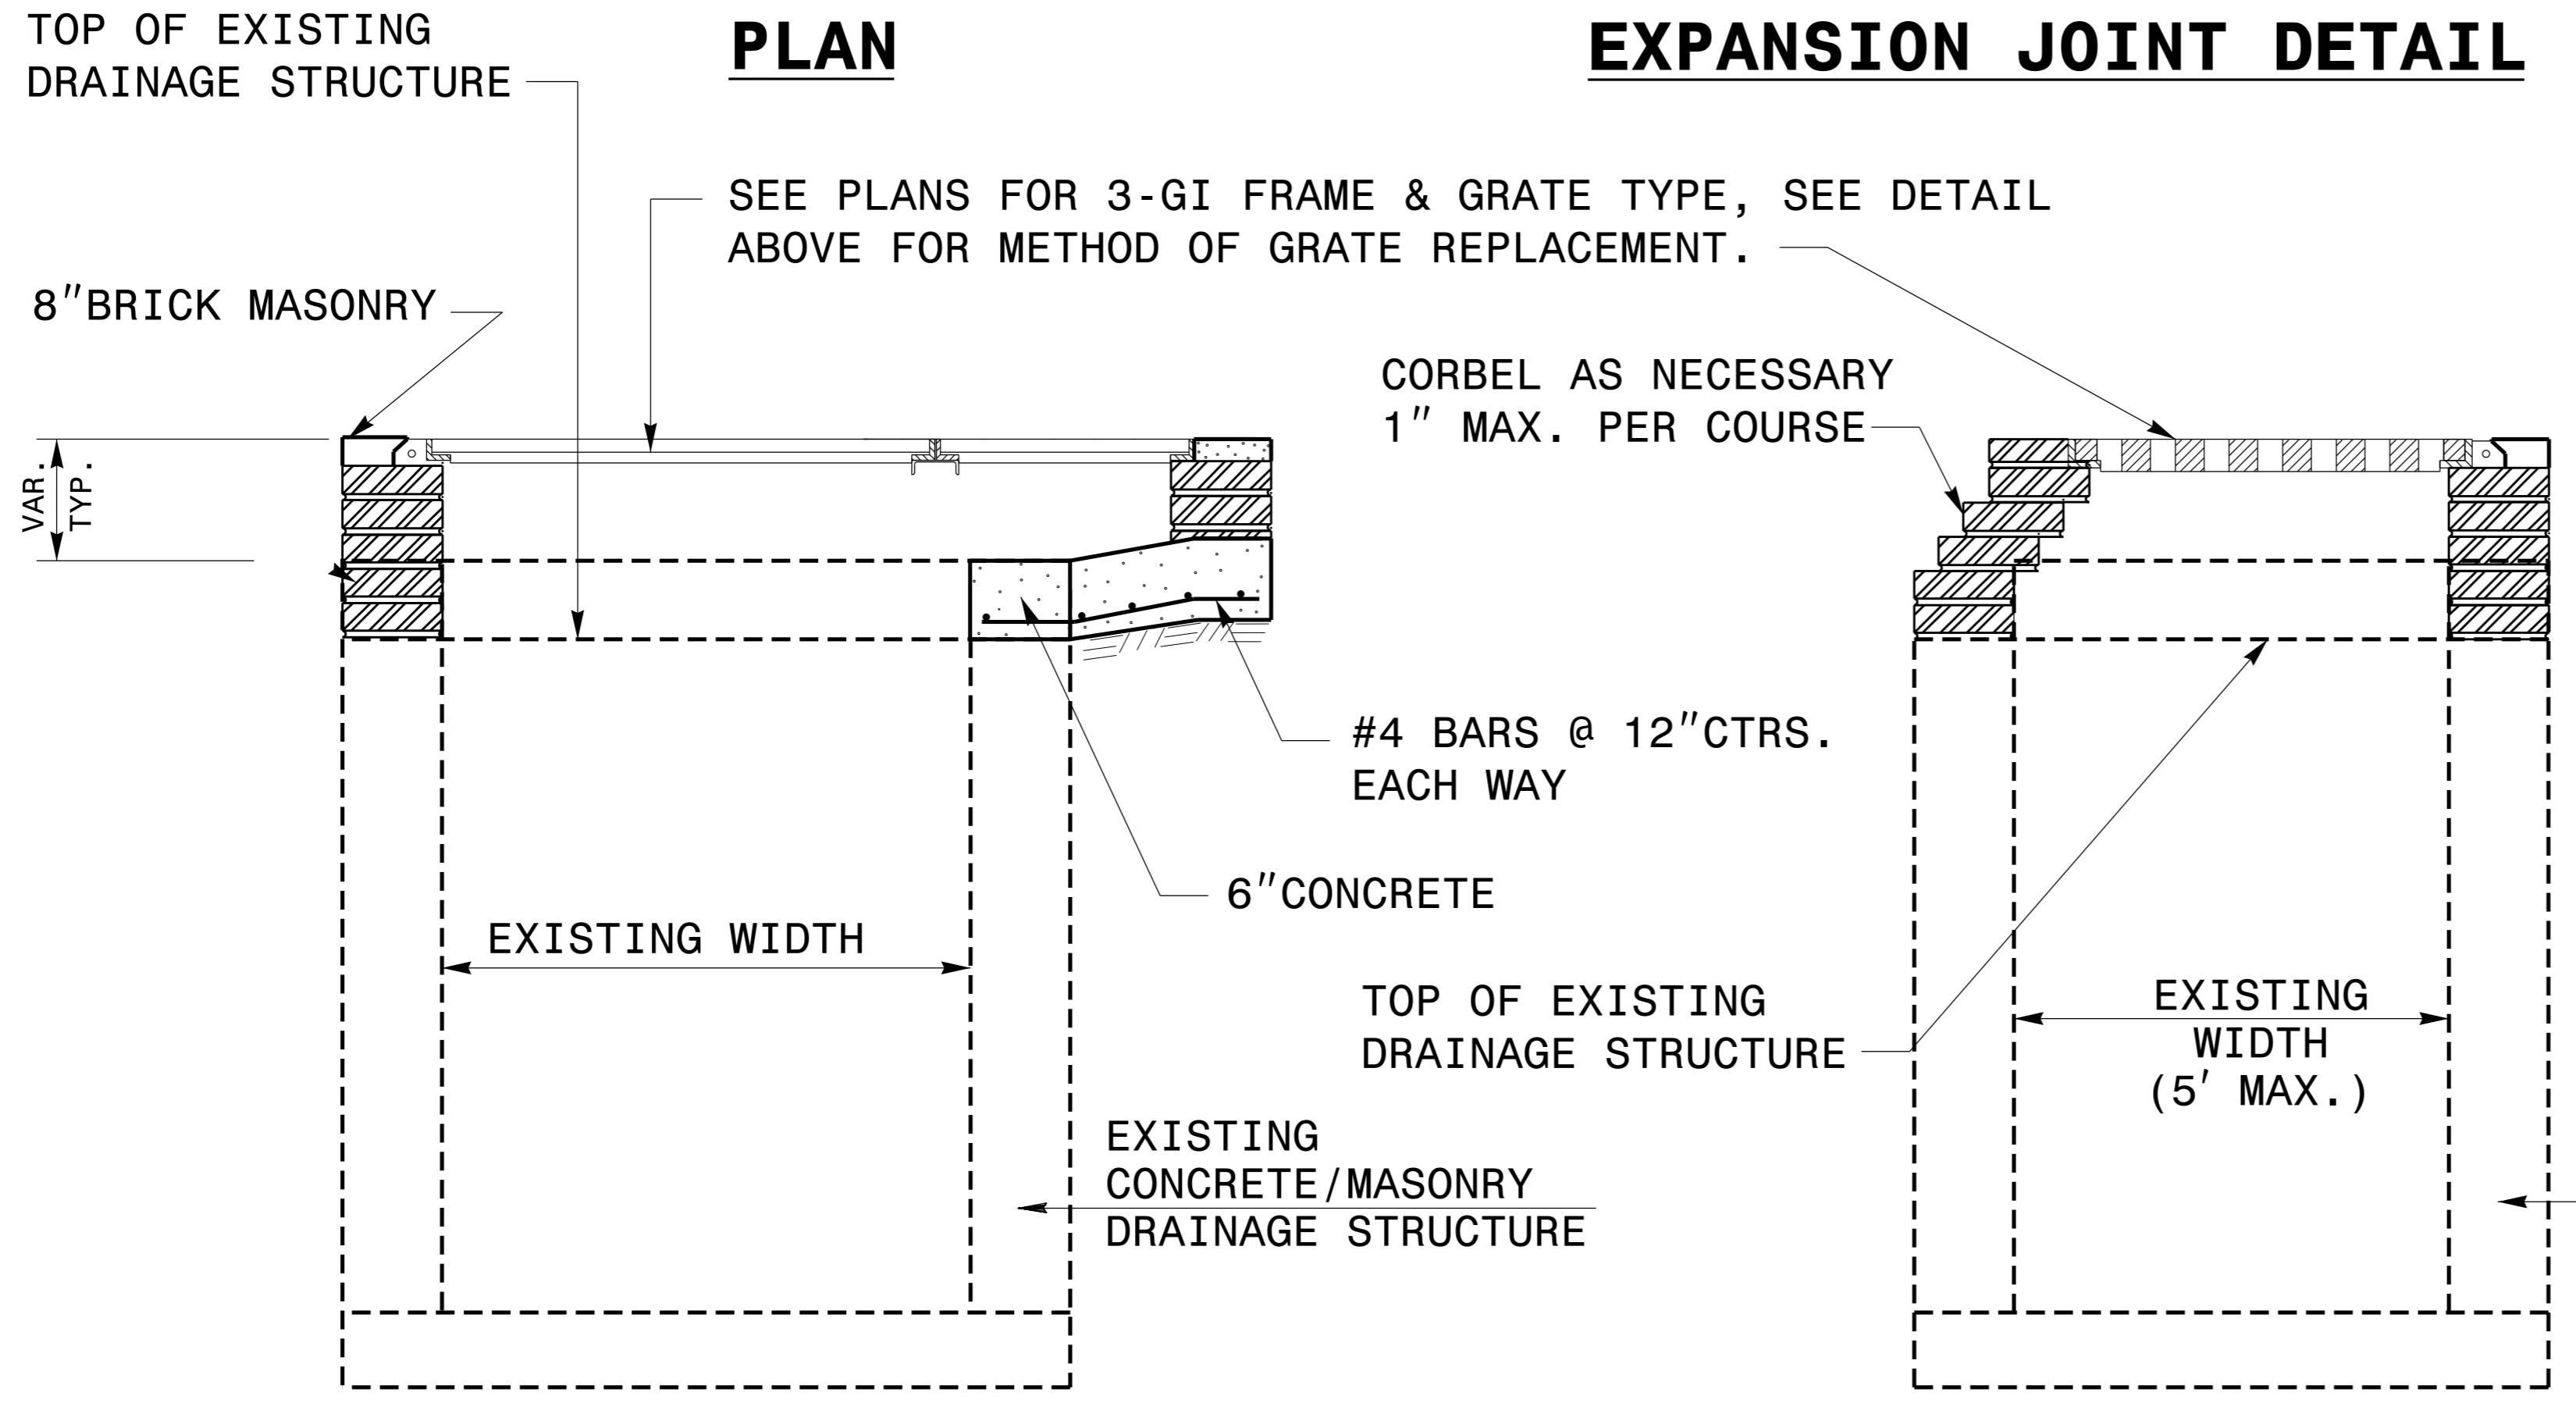 TOP OF EXISTING
DRAINAGE STRUCTURE
PLAN
EXPANSION JOINT DETAIL
SEE PLANS FOR 3-GI FRAME & GRATE TYPE, SEE DETAIL
ABOVE FOR METHOD OF GRATE REPLACEMENT.
8"BRICK MASONRY
CORBEL AS NECESSARY
1" MAX. PER COURSE
VAR.
TYP.
#4 BARS @ 12"CTRS.
EACH WAY
6"CONCRETE
EXISTING WIDTH
TOP OF EXISTING
DRAINAGE STRUCTURE
EXISTING
WIDTH
(5' MAX.)
EXISTING
CONCRETE/MASONRY
DRAINAGE STRUCTURE